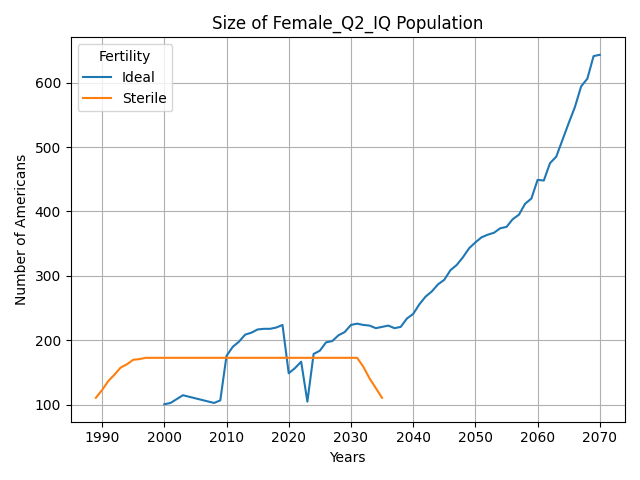 Size of Female_Q2_IQ Population
Fertility
Ideal
Sterile
Number of Americans
600
500
400
300
200
100
1990 2000 2010 2020 2030 2040 2050 2060 2070
Years